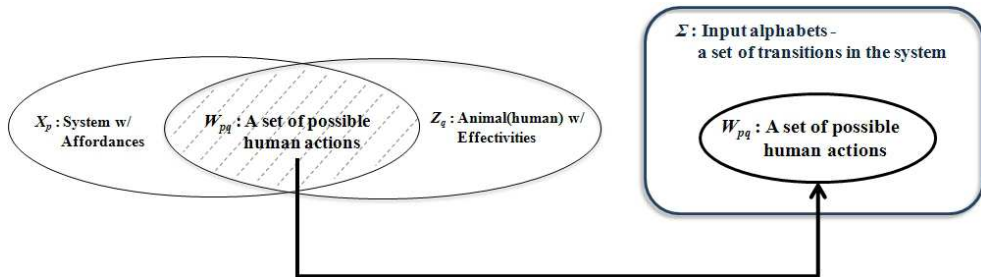 X_p : System w/
Affordances
W_pq : A set of possible
human actions
Z_q : Animal(human) w/
Effectivities
Σ : Input alphabets -
a set of transitions in the system
W_pq : A set of possible
human actions